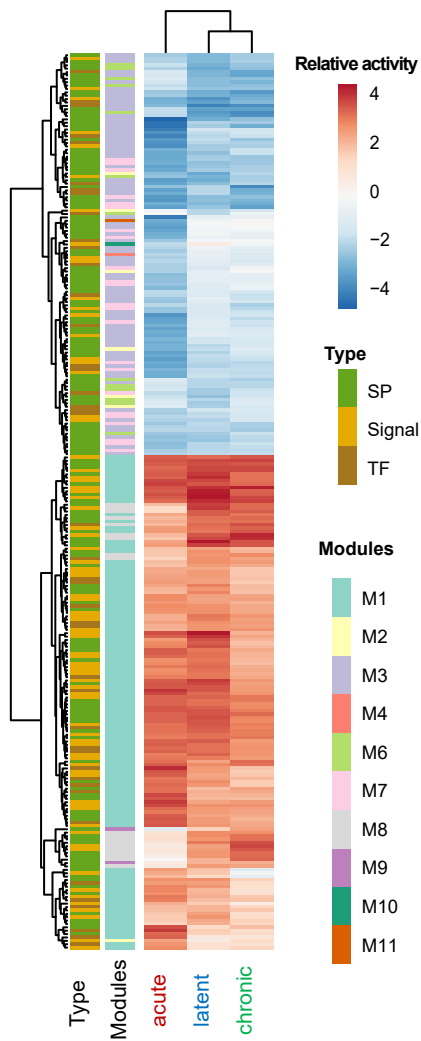 Relative activity
4
2
0
−2
−4
Type
SP
Signal
TF
Modules
M1
M2
M3
M4
M6
M7
M8
M9
M10
M11
Type
Modules
acute
latent
chronic